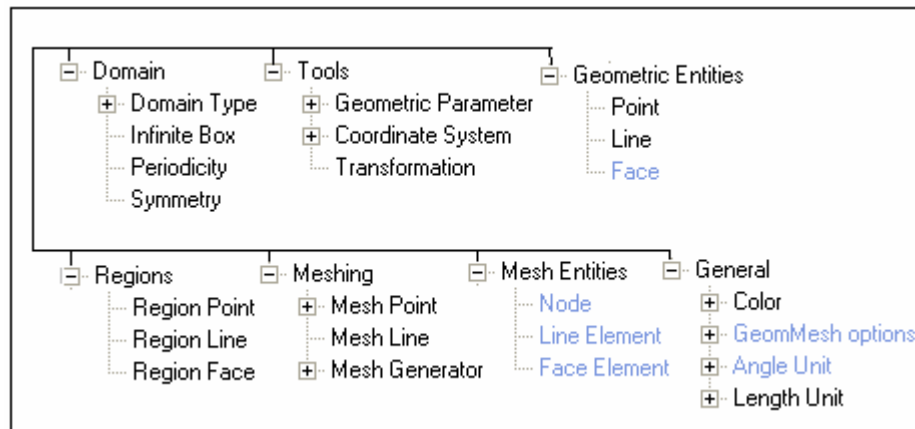 Domain
Domain Type
Infinite Box
Periodicity
Symmetry
Tools
Geometric Parameter
Coordinate System
Transformation
Geometric Entities
Point
Line
Face
Regions
Region Point
Region Line
Region Face
Meshing
Mesh Point
Mesh Line
Mesh Generator
Mesh Entities
Node
Line Element
Face Element
General
Color
GeomMesh options
Angle Unit
Length Unit